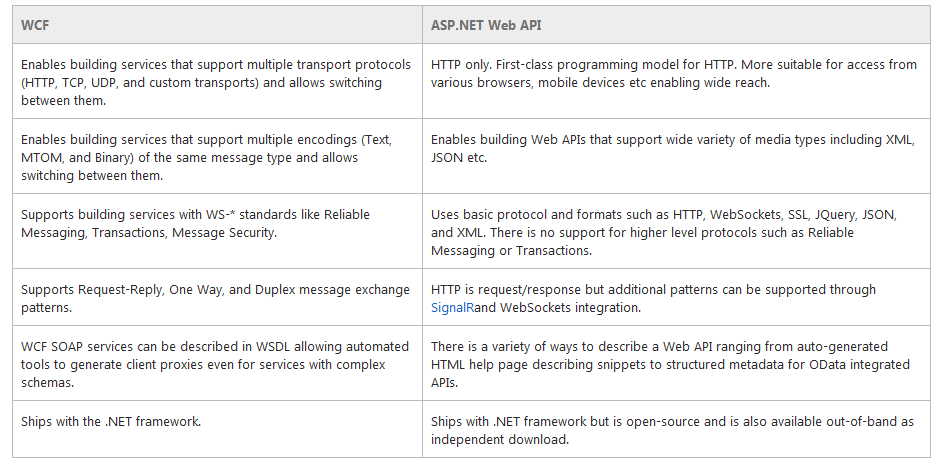 WCF
ASP.NET Web API
Enables building services that support multiple transport protocols
(HTTP, TCP, UDP, and custom transports) and allows switching
between them.
HTTP only. First-class programming model for HTTP. More suitable for access from
various browsers, mobile devices etc enabling wide reach.
Enables building services that support multiple encodings (Text,
MTOM, and Binary) of the same message type and allows
switching between them.
Enables building Web APIs that support wide variety of media types including XML,
JSON etc.
Supports building services with WS-* standards like Reliable
Messaging, Transactions, Message Security.
Uses basic protocol and formats such as HTTP, WebSockets, SSL, JQuery, JSON,
and XML. There is no support for higher level protocols such as Reliable
Messaging or Transactions.
Supports Request-Reply, One Way, and Duplex message exchange
patterns.
HTTP is request/response but additional patterns can be supported through
SignalRand WebSockets integration.
WCF SOAP services can be described in WSDL allowing automated
tools to generate client proxies even for services with complex
schemas.
There is a variety of ways to describe a Web API ranging from auto-generated
HTML help page describing snippets to structured metadata for OData integrated
APIs.
Ships with the .NET framework.
Ships with .NET framework but is open-source and is also available out-of-band as
independent download.